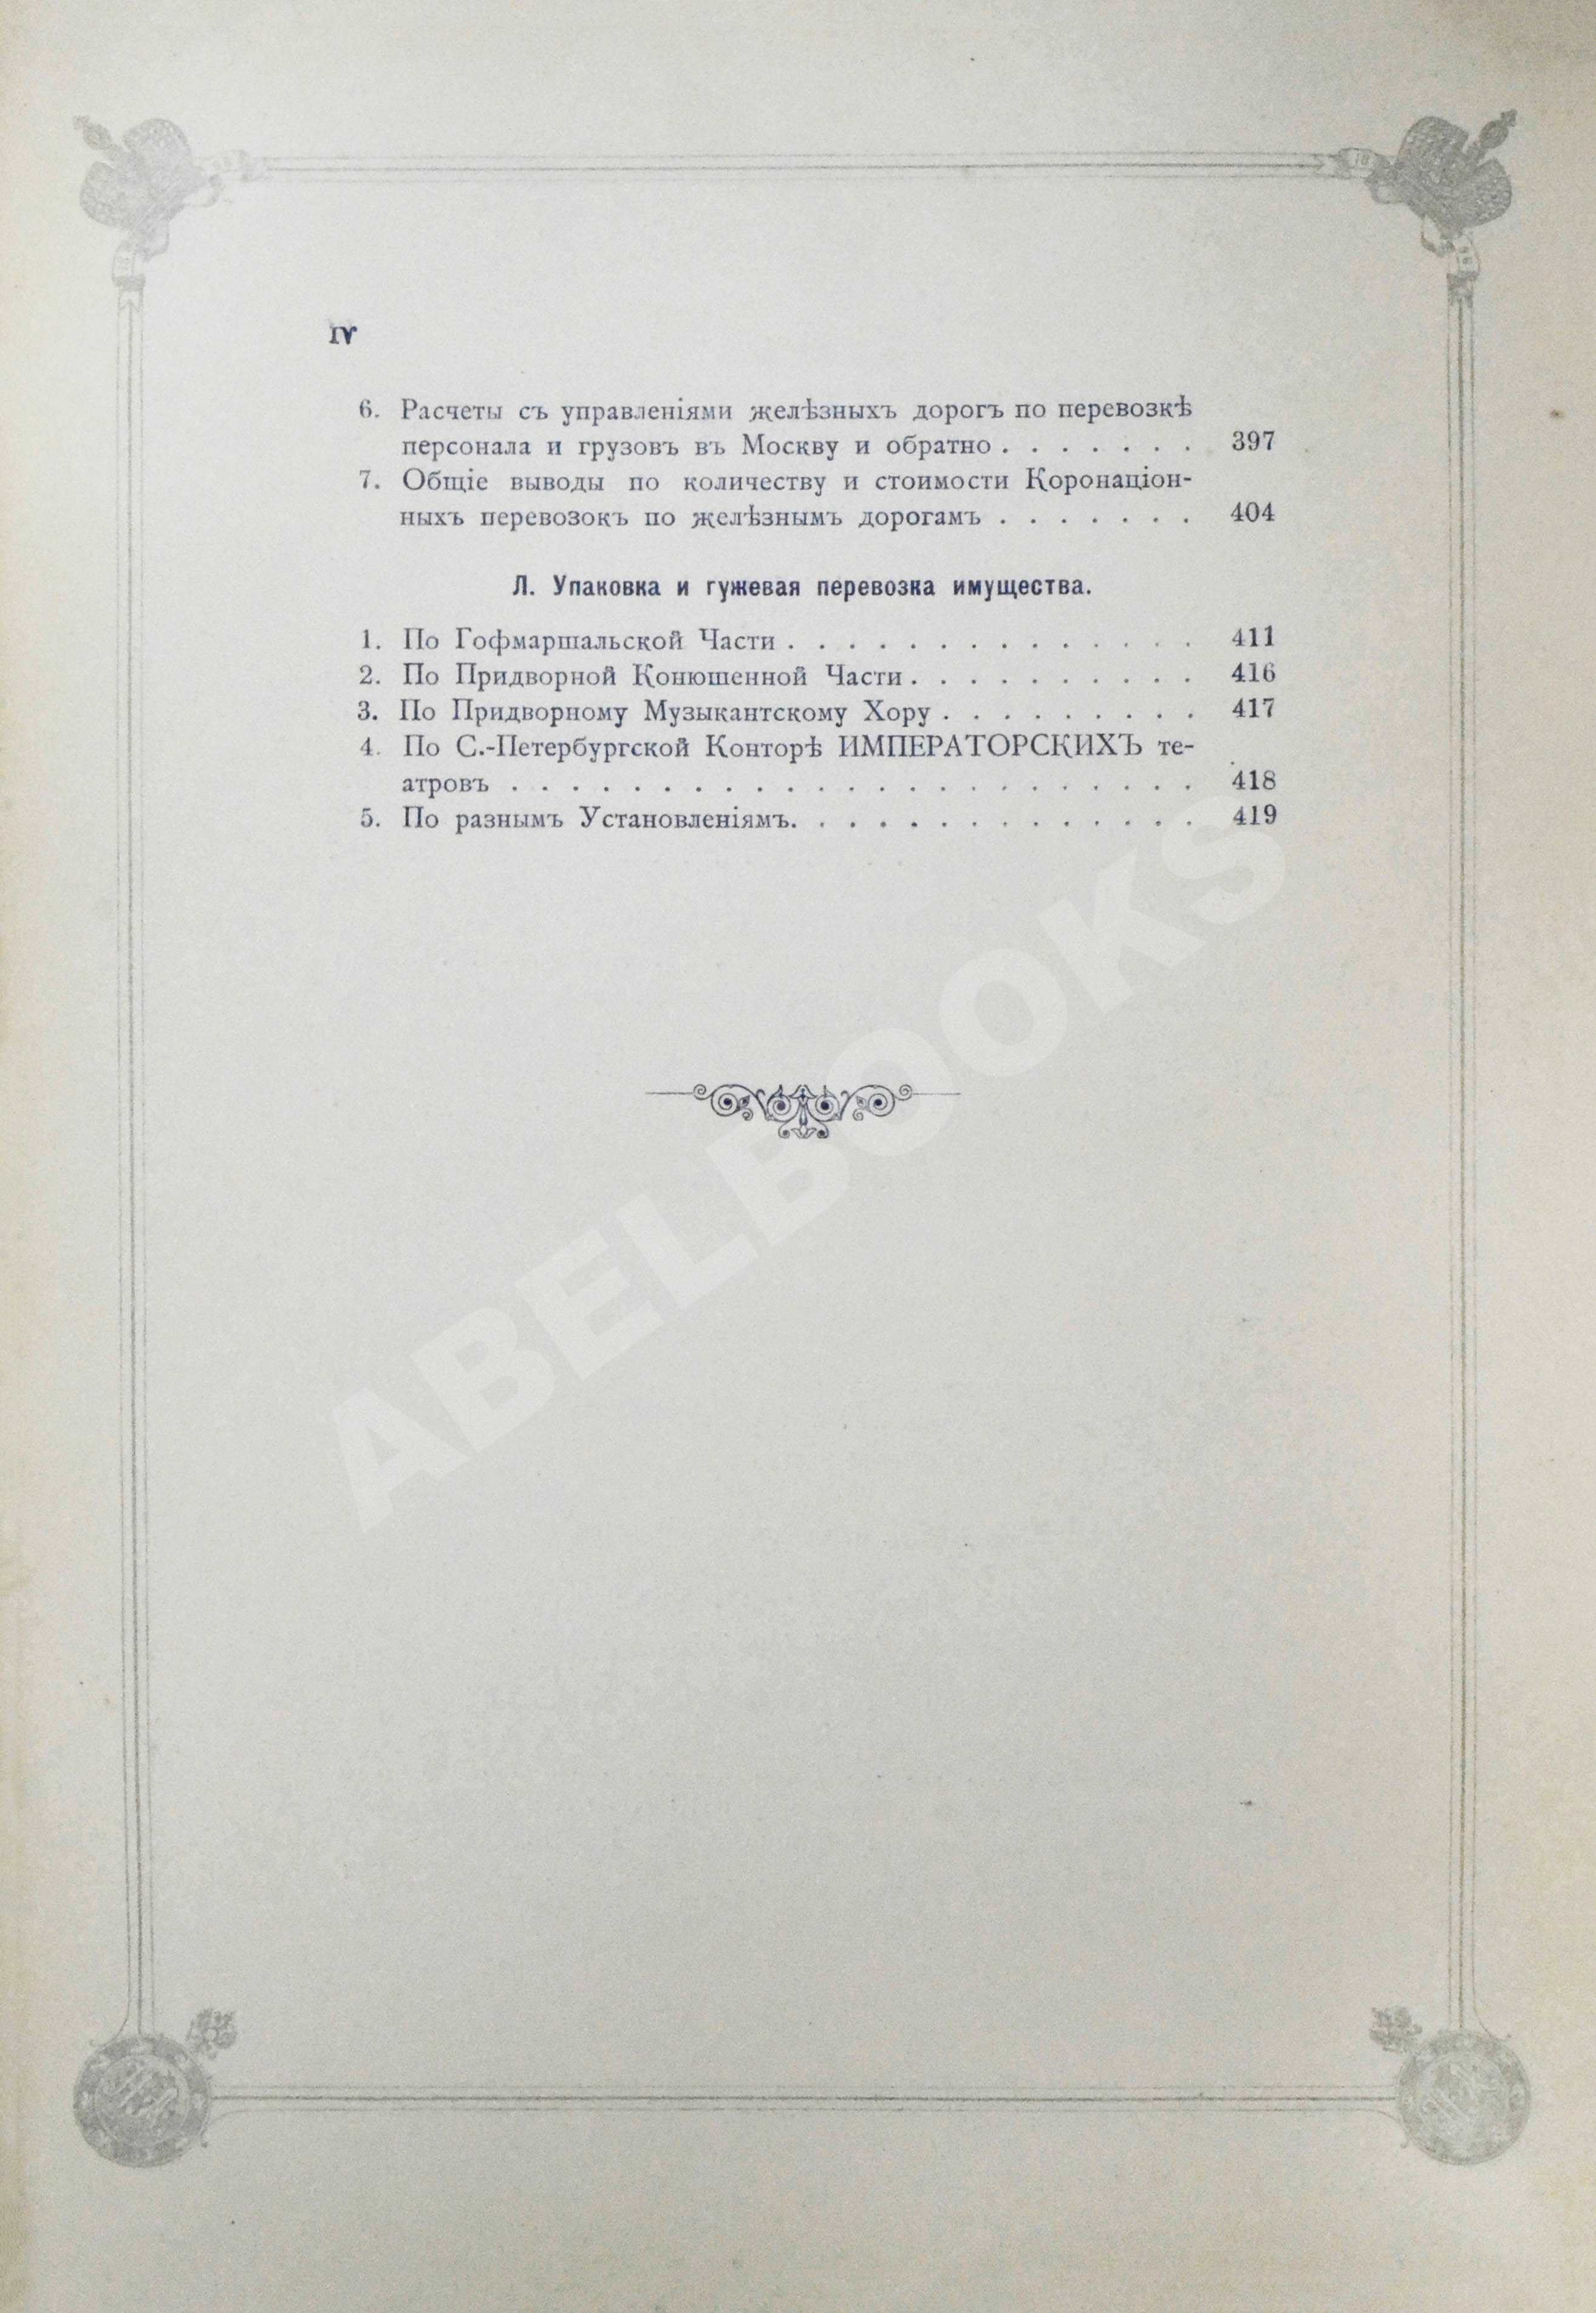 IV
6. Расчеты съ управленіями желѣзныхъ дорогъ по перевозкѣ
персонала и грузовъ въ Москву и обратно . . . . . . . 397
7. Общіе выводы по количеству и стоимости Коронаціон-
ныхъ перевозокъ по желѣзнымъ дорогамъ . . . . . . . 404
Л. Упаковка и гужевая перевозка имущества.
1. По Гофмаршальской Части . . . . . . . . . . . . . . 411
2. По Придворной Конюшенной Части . . . . . . . . . . 416
3. По Придворному Музыкантскому Хору . . . . . . . . . 417
4. По С.-Петербургской Конторѣ ИМПЕРАТОРСКИХЪ те-
атровъ . . . . . . . . . . . . . . . . . . . . . . . 418
5. По разнымъ Установленіямъ. . . . . . . . . . . . . . 419
ABELBOOKS